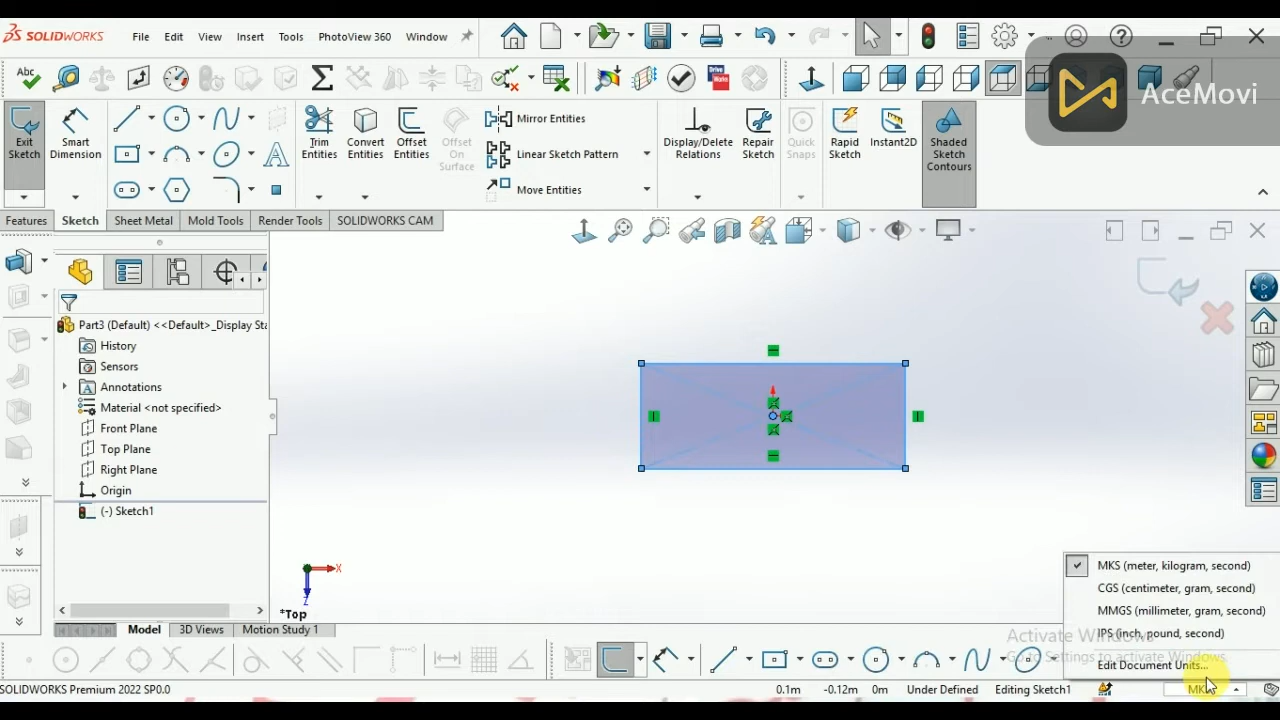 SOLIDWORKS File Edit View Insert Tools PhotoView 360 Window
AceMovi
Exit Sketch
Smart Dimension
Trim Entities
Convert Entities
Offset Entities
Offset On Surface
Mirror Entities
Linear Sketch Pattern
Move Entities
Display/Delete Relations
Repair Sketch
Quick Snaps
Rapid Sketch
Instant2D
Shaded Sketch Contours
Features Sketch Sheet Metal Mold Tools Render Tools SOLIDWORKS CAM
Part3 (Default) <<Default>_Display Sta
History
Sensors
Annotations
Material <not specified>
Front Plane
Top Plane
Right Plane
Origin
(-) Sketch1
X
Z
*Top
MKS (meter, kilogram, second)
CGS (centimeter, gram, second)
MMGS (millimeter, gram, second)
IPS (inch, pound, second)
Edit Document Units...
Activate Windows
Go to Settings to activate Windows.
Model 3D Views Motion Study 1
SOLIDWORKS Premium 2022 SP0.0 0.1m -0.12m 0m Under Defined Editing Sketch1